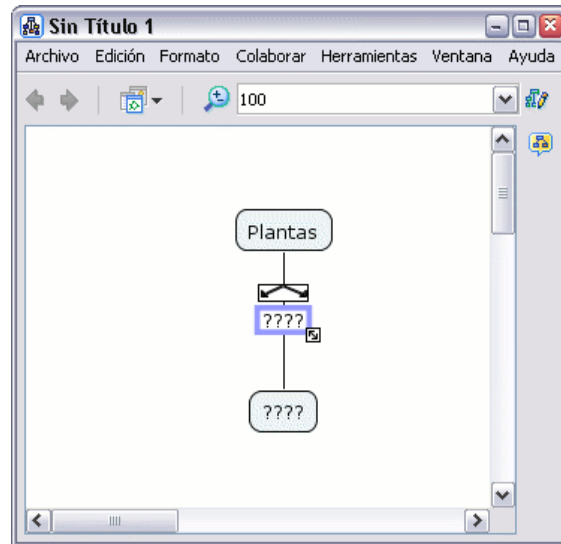 Sin Título 1
Archivo Edición Formato Colaborar Herramientas Ventana Ayuda
100
Plantas
????
????